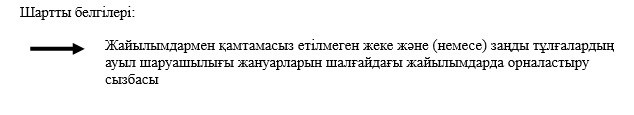 Шартты белгілері:
Жайылымдармен қамтамасыз етілмеген жеке және (немесе) заңды тұлғалардың
ауыл шаруашылығы жануарларын шалғайдағы жайылымдарда орналастыру
сызбасы